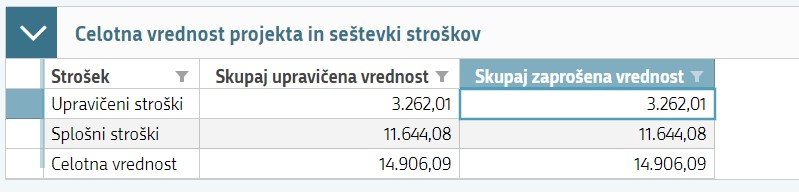 Celotna vrednost projekta in seštevki stroškov
Strošek Skupaj upravičena vrednost Skupaj zaprošena vrednost
Upravičeni stroški 3.262,01 3.262,01
Splošni stroški 11.644,08 11.644,08
Celotna vrednost 14.906,09 14.906,09